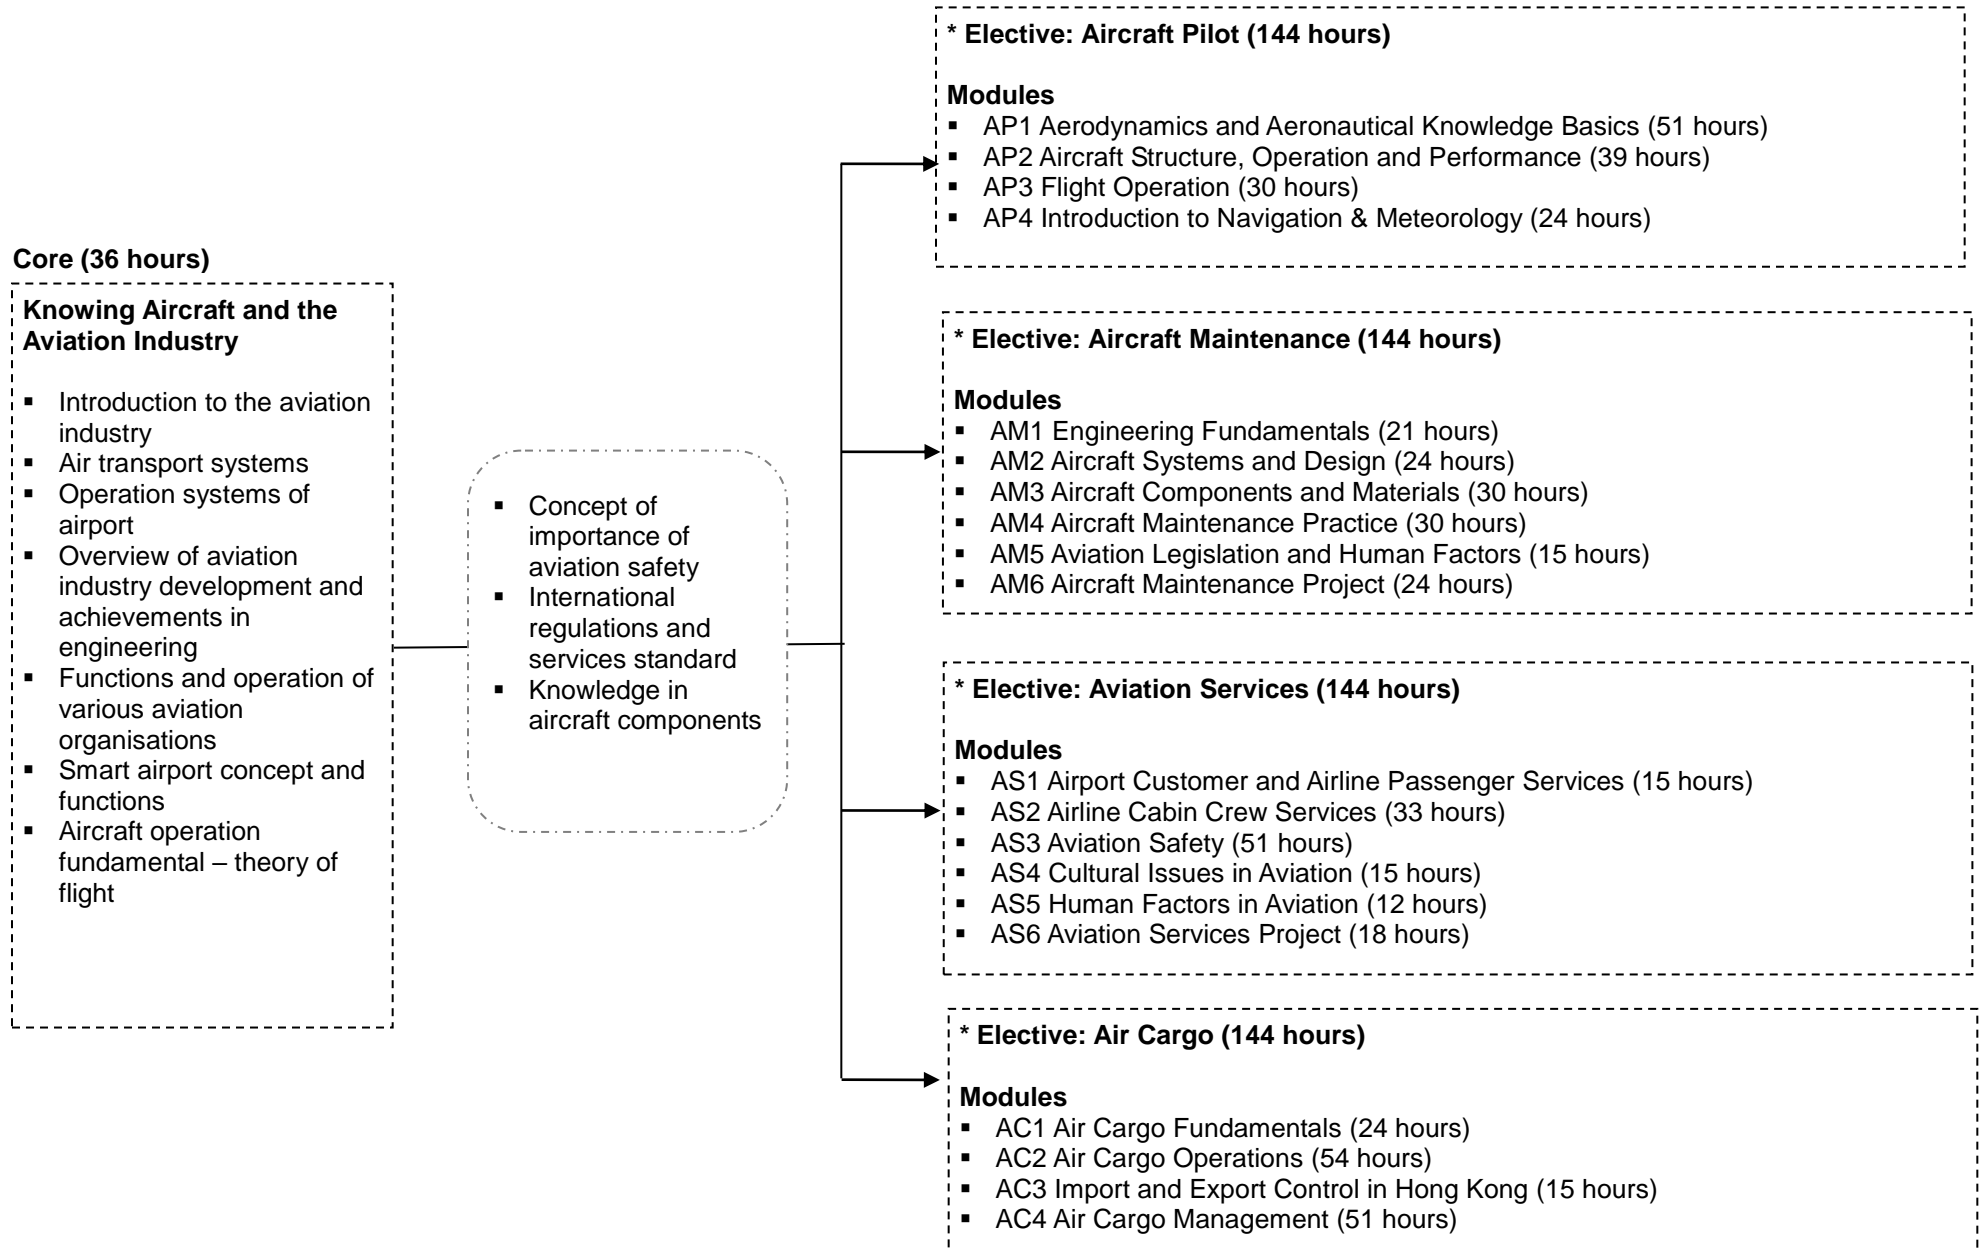 Core (36 hours)
Knowing Aircraft and the
Aviation Industry
▪ Introduction to the aviation
industry
▪ Air transport systems
▪ Operation systems of
airport
▪ Overview of aviation
industry development and
achievements in
engineering
▪ Functions and operation of
various aviation
organisations
▪ Smart airport concept and
functions
▪ Aircraft operation
fundamental – theory of
flight
▪ Concept of
importance of
aviation safety
▪ International
regulations and
services standard
▪ Knowledge in
aircraft components
* Elective: Aircraft Pilot (144 hours)
Modules
▪ AP1 Aerodynamics and Aeronautical Knowledge Basics (51 hours)
▪ AP2 Aircraft Structure, Operation and Performance (39 hours)
▪ AP3 Flight Operation (30 hours)
▪ AP4 Introduction to Navigation & Meteorology (24 hours)
* Elective: Aircraft Maintenance (144 hours)
Modules
▪ AM1 Engineering Fundamentals (21 hours)
▪ AM2 Aircraft Systems and Design (24 hours)
▪ AM3 Aircraft Components and Materials (30 hours)
▪ AM4 Aircraft Maintenance Practice (30 hours)
▪ AM5 Aviation Legislation and Human Factors (15 hours)
▪ AM6 Aircraft Maintenance Project (24 hours)
* Elective: Aviation Services (144 hours)
Modules
▪ AS1 Airport Customer and Airline Passenger Services (15 hours)
▪ AS2 Airline Cabin Crew Services (33 hours)
▪ AS3 Aviation Safety (51 hours)
▪ AS4 Cultural Issues in Aviation (15 hours)
▪ AS5 Human Factors in Aviation (12 hours)
▪ AS6 Aviation Services Project (18 hours)
* Elective: Air Cargo (144 hours)
Modules
▪ AC1 Air Cargo Fundamentals (24 hours)
▪ AC2 Air Cargo Operations (54 hours)
▪ AC3 Import and Export Control in Hong Kong (15 hours)
▪ AC4 Air Cargo Management (51 hours)